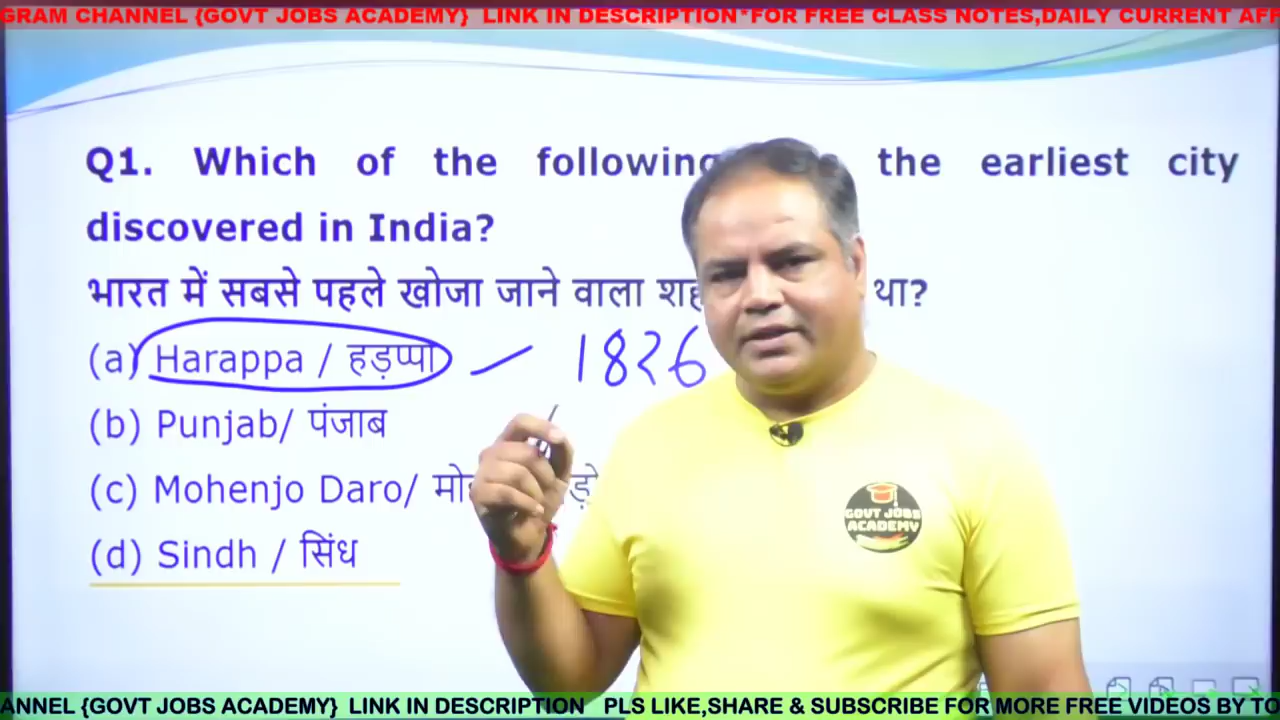 GRAM CHANNEL {GOVT JOBS ACADEMY} LINK IN DESCRIPTION*FOR FREE CLASS NOTES,DAILY CURRENT AFF
Q1. Which of the following the earliest city
discovered in India?
भारत में सबसे पहले खोजा जाने वाला था?
(a) Harappa / हड़प्पा 1826
(b) Punjab/ पंजाब
(c) Mohenjo Daro/
(d) Sindh / सिंध
GOVT JOBS
ACADEMY
ANNEL {GOVT JOBS ACADEMY} LINK IN DESCRIPTION PLS LIKE,SHARE & SUBSCRIBE FOR MORE FREE VIDEOS BY TO